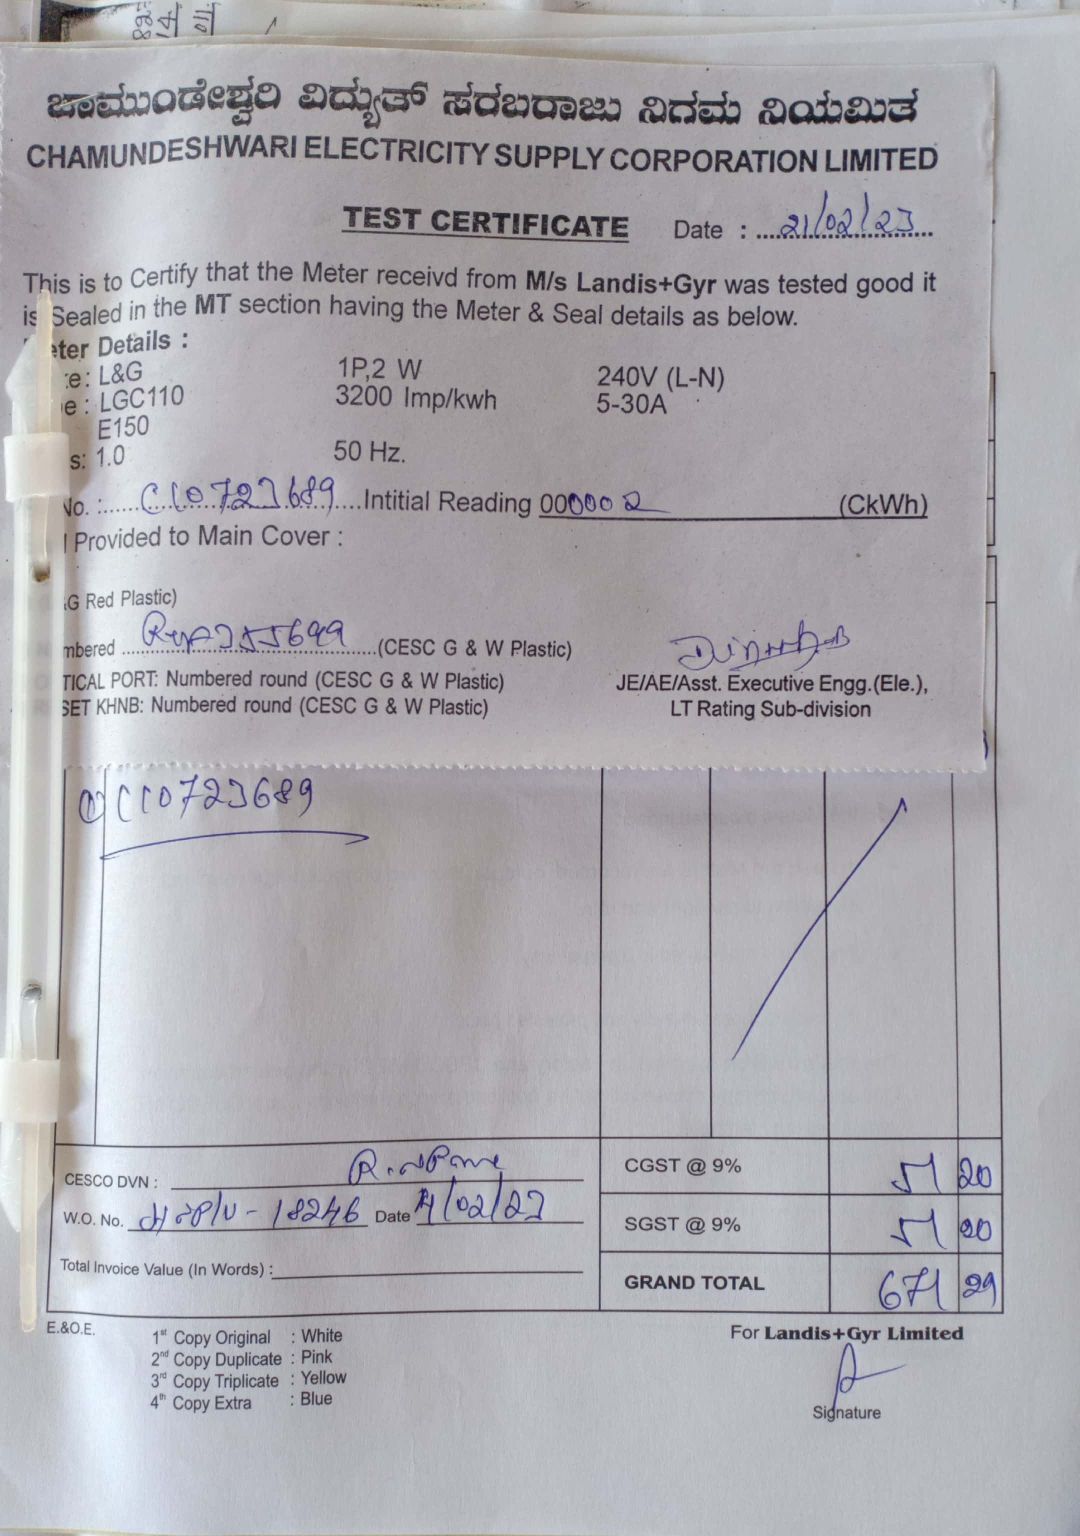 ಚಾಮುಂಡೇಶ್ವರಿ ವಿದ್ಯುತ್ ಸರಬರಾಜು ನಿಗಮ ನಿಯಮಿತ
CHAMUNDESHWARI ELECTRICITY SUPPLY CORPORATION LIMITED
TEST CERTIFICATE Date : 21/02/23
This is to Certify that the Meter receivd from M/s Landis+Gyr was tested good it
is Sealed in the MT section having the Meter & Seal details as below.
eter Details :
e: L&G 1P,2 W 240V (L-N)
e : LGC110 3200 Imp/kwh 5-30A
E150
s: 1.0 50 Hz.
No. : C10723689 Intitial Reading 000002 (CkWh)
Provided to Main Cover :
G Red Plastic)
mbered (CESC G & W Plastic)
TICAL PORT: Numbered round (CESC G & W Plastic) JE/AE/Asst. Executive Engg.(Ele.),
SET KHNB: Numbered round (CESC G & W Plastic) LT Rating Sub-division
C10723689
CESCO DVN : CGST @ 9% 51 20
W.O. No. Date SGST @ 9% 51 20
Total Invoice Value (In Words) : GRAND TOTAL 671 29
E.&O.E.
1st Copy Original : White For Landis+Gyr Limited
2nd Copy Duplicate : Pink
3rd Copy Triplicate : Yellow
4th Copy Extra : Blue
Signature